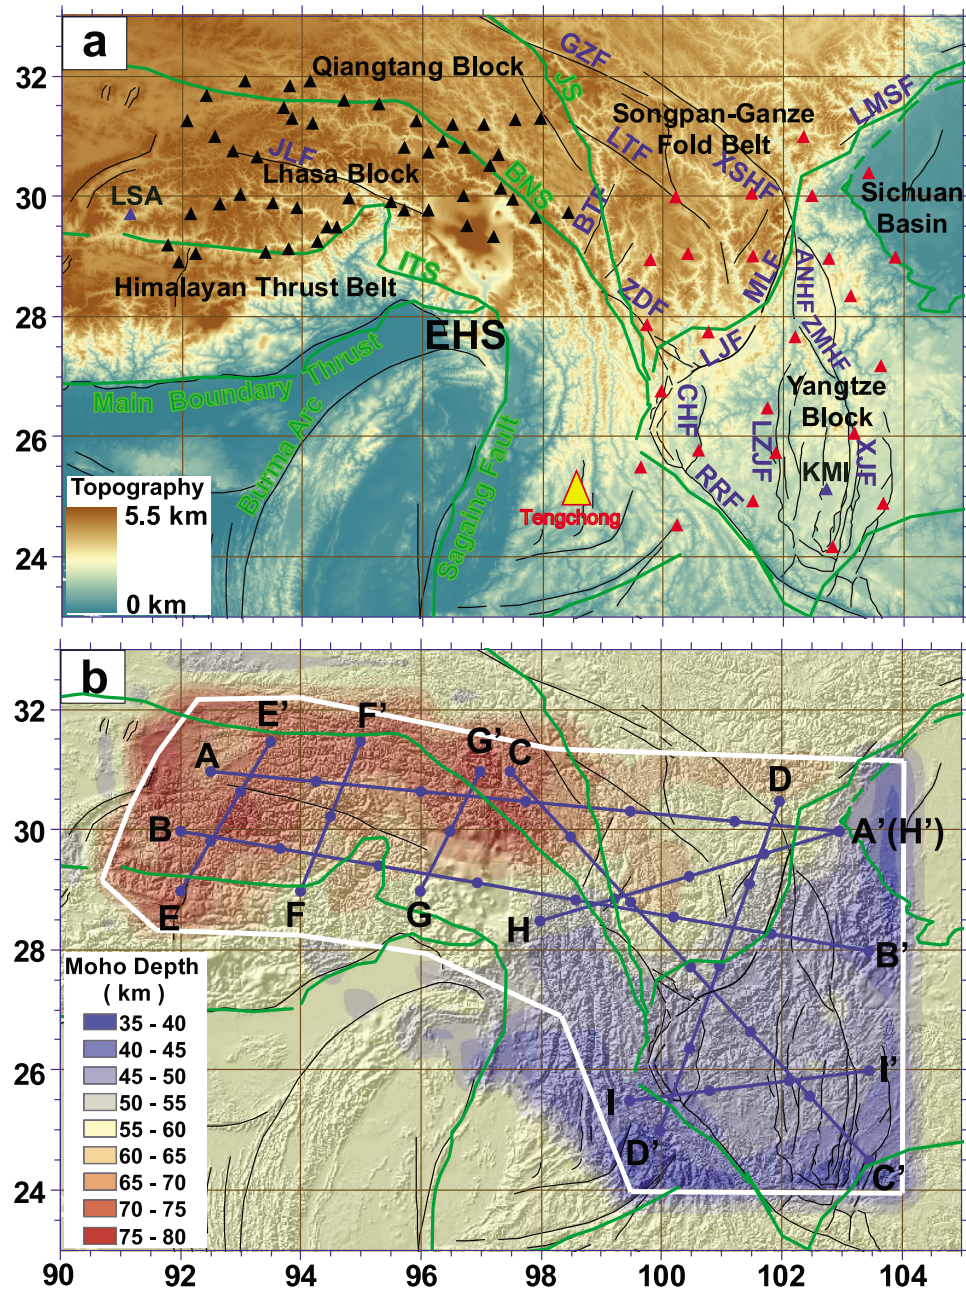 a
32
30
28
26
24
GZF
JS
Qiangtang Block
Songpan-Ganze
Fold Belt
LMSF
LTF
XSHF
JLF
Lhasa Block
BNS
BTF
LSA
Sichuan
Basin
ITS
MLF
ANHF
Himalayan Thrust Belt
ZDF
EHS
LJF
ZMHF
Main Boundary Thrust
Yangtze
Block
CHF
Burma Arc
LZJF
XJF
KMI
Sagaing Fault
RRF
Topography
5.5 km
0 km
Tengchong
b
32
30
28
26
24
E'
F'
G'
C
A
D
B
A'(H')
E
F
G
H
B'
Moho Depth
( km )
35 - 40
40 - 45
45 - 50
50 - 55
55 - 60
60 - 65
65 - 70
70 - 75
75 - 80
I'
I
D'
C'
90
92
94
96
98
100
102
104